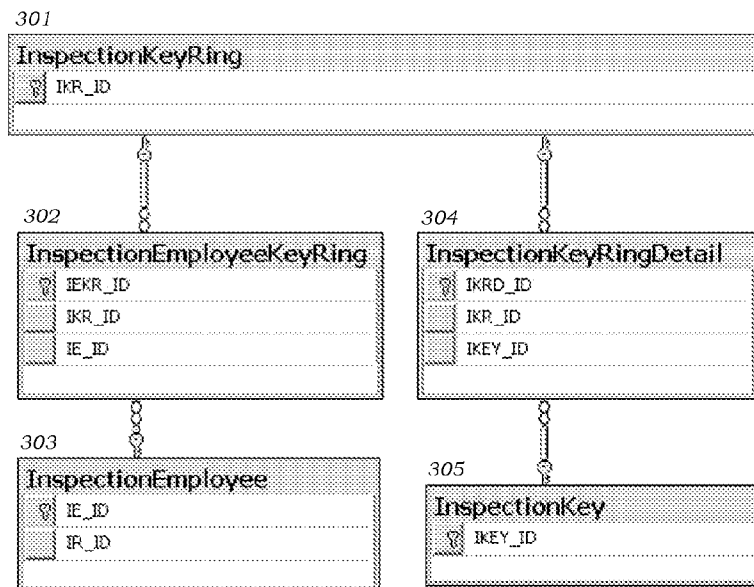 301
InspectionKeyRing
IKR_ID
302
InspectionEmployeeKeyRing
IEKR_ID
IKR_ID
IE_ID
304
InspectionKeyRingDetail
IKRD_ID
IKR_ID
IKEY_ID
303
InspectionEmployee
IE_ID
IR_ID
305
InspectionKey
IKEY_ID